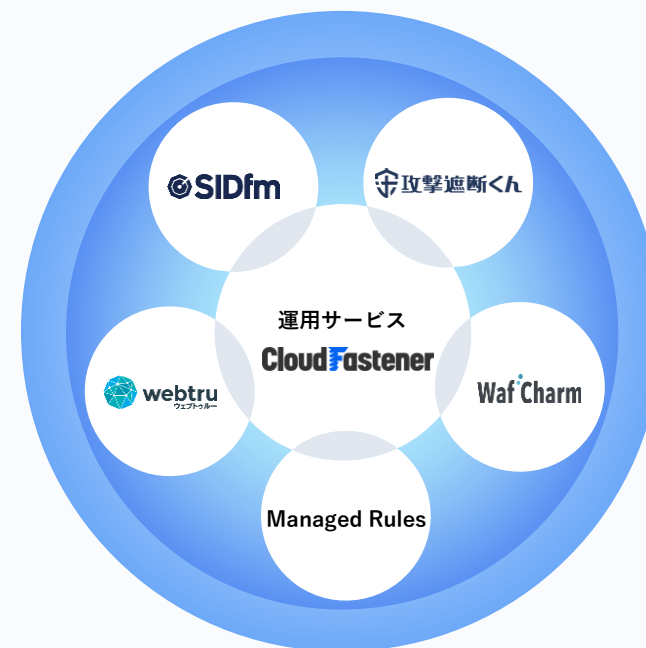 SIDfm
攻撃遮断くん
運用サービス
CloudFastener
webtru
ウェブトゥルー
WafCharm
Managed Rules